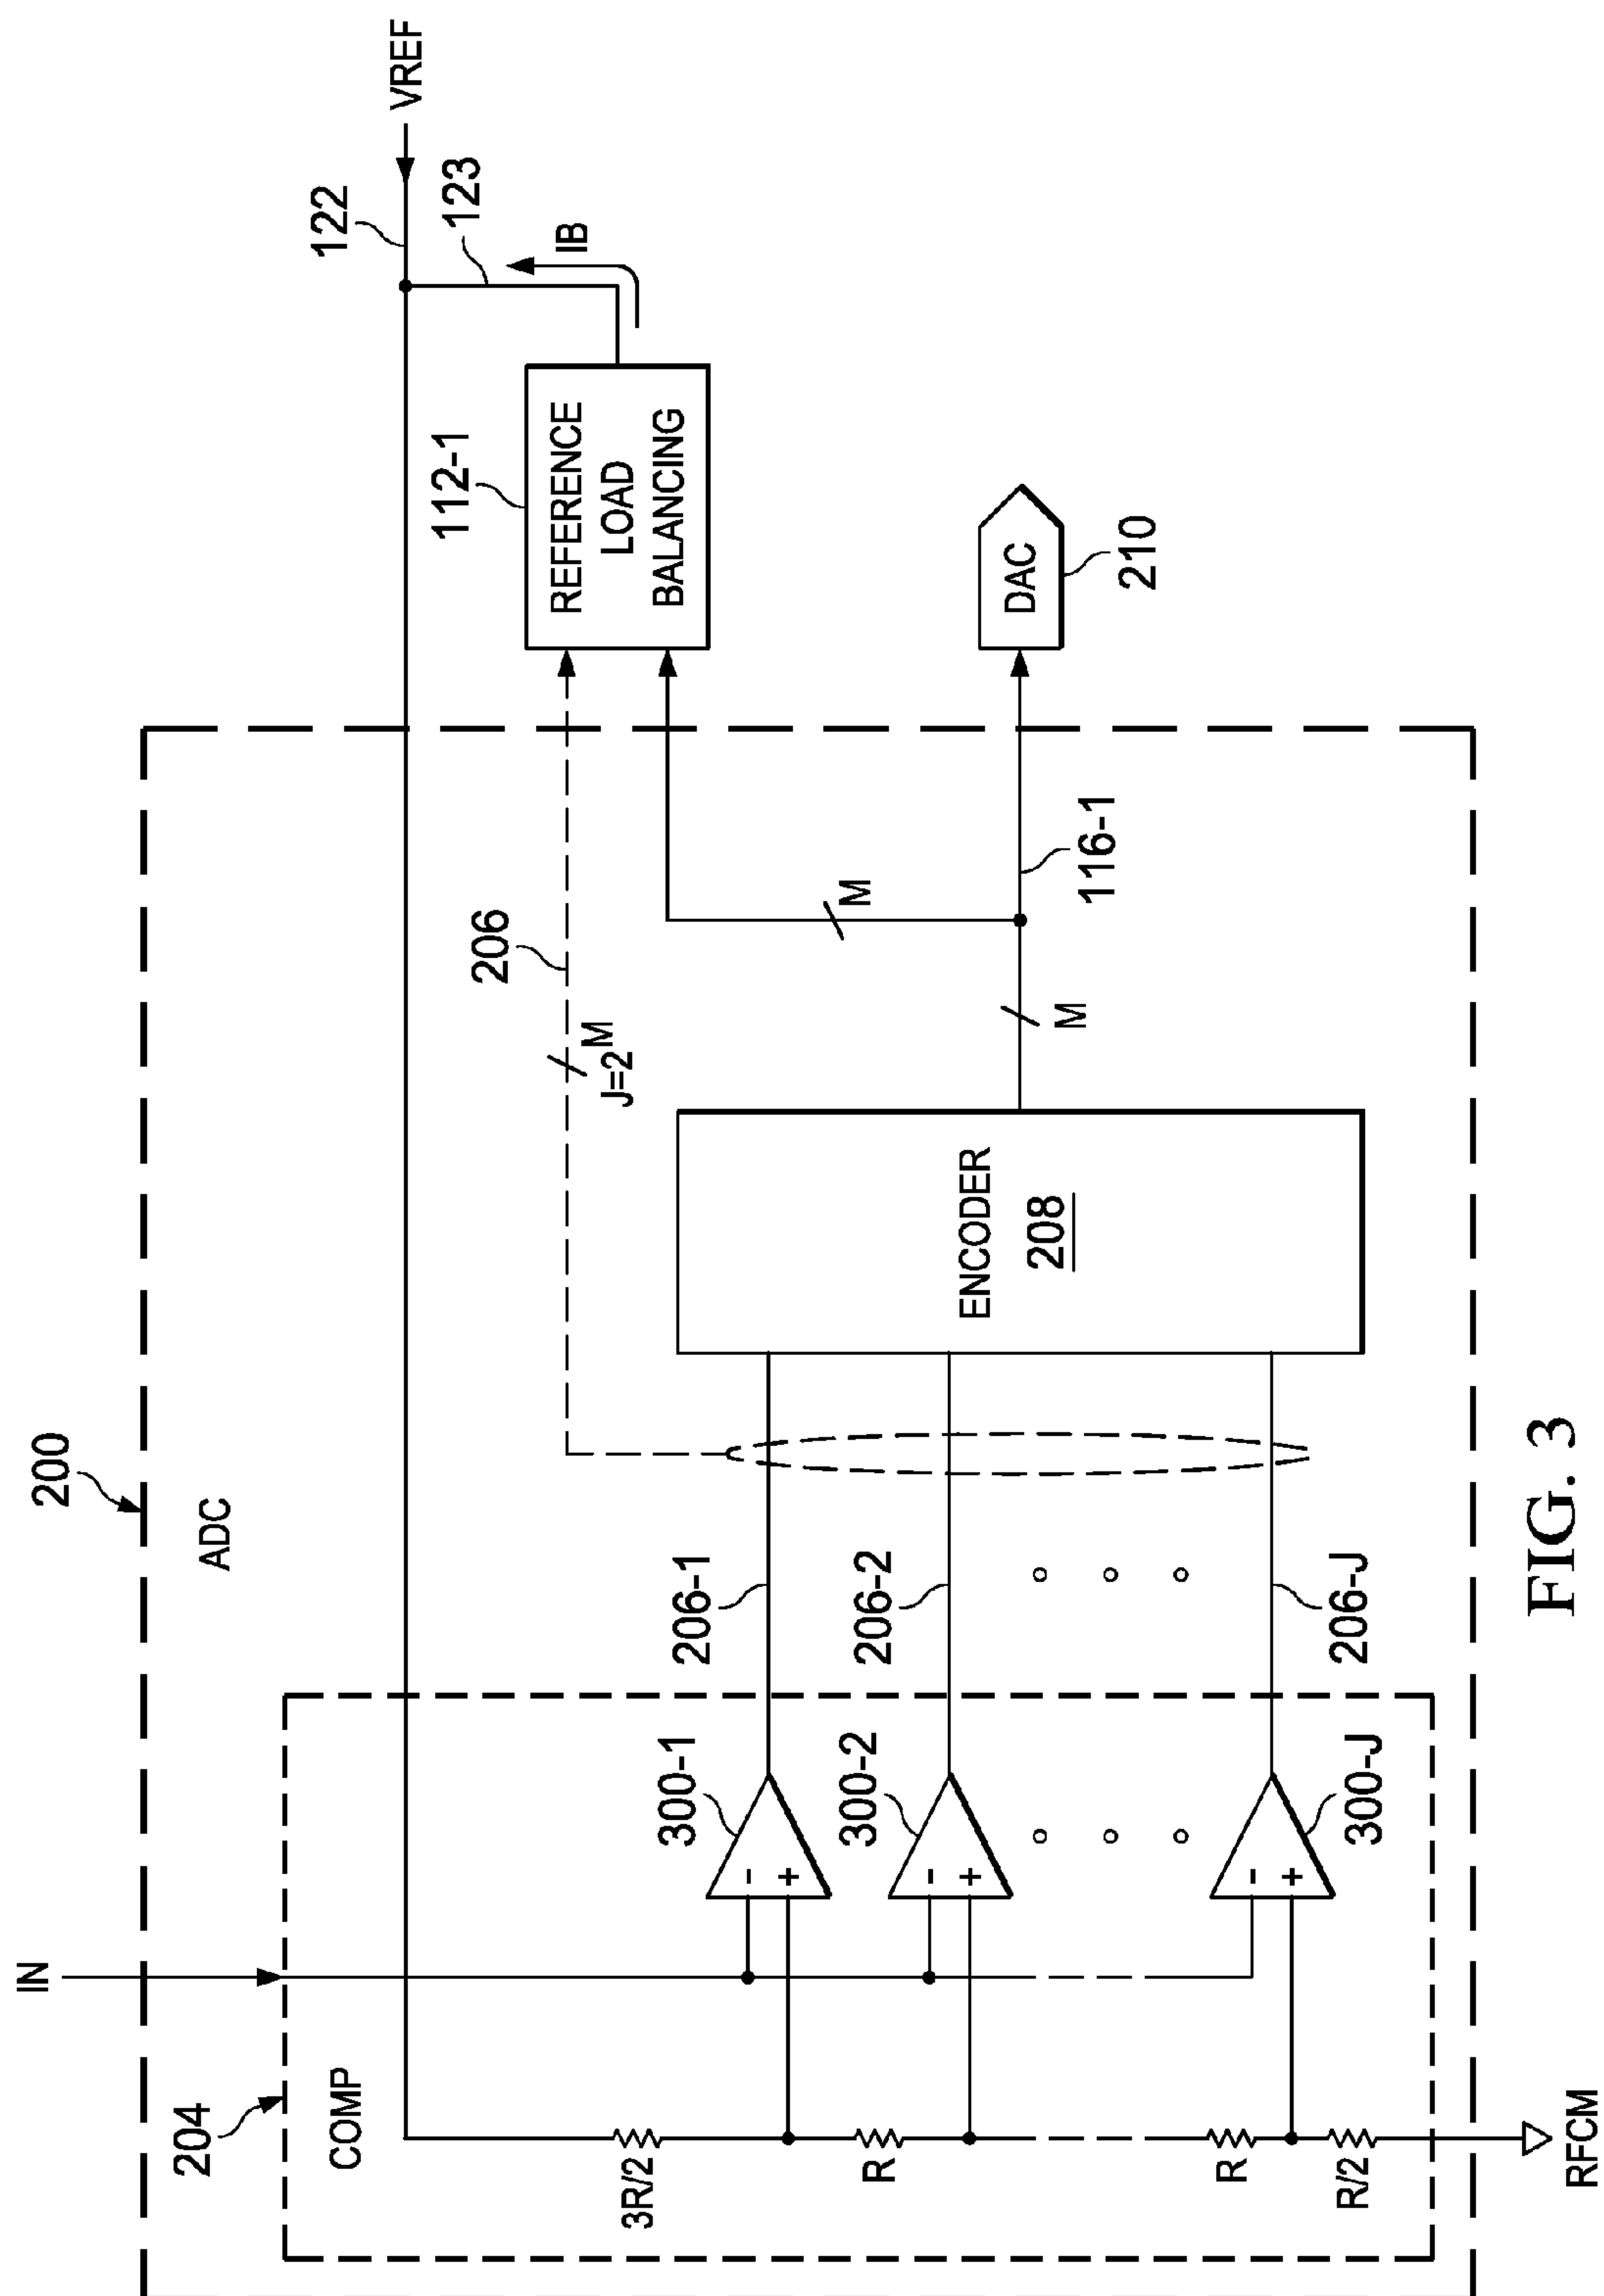 200
ADC
IN
204
COMP
3R/2
R
R
R/2
RFCM
300-1
-
+
300-2
-
+
300-J
-
+
206-1
206-2
206-J
ENCODER
208
206
J=2^M
M
M
116-1
112-1
REFERENCE
LOAD
BALANCING
DAC
210
122
123
IB
VREF
FIG. 3